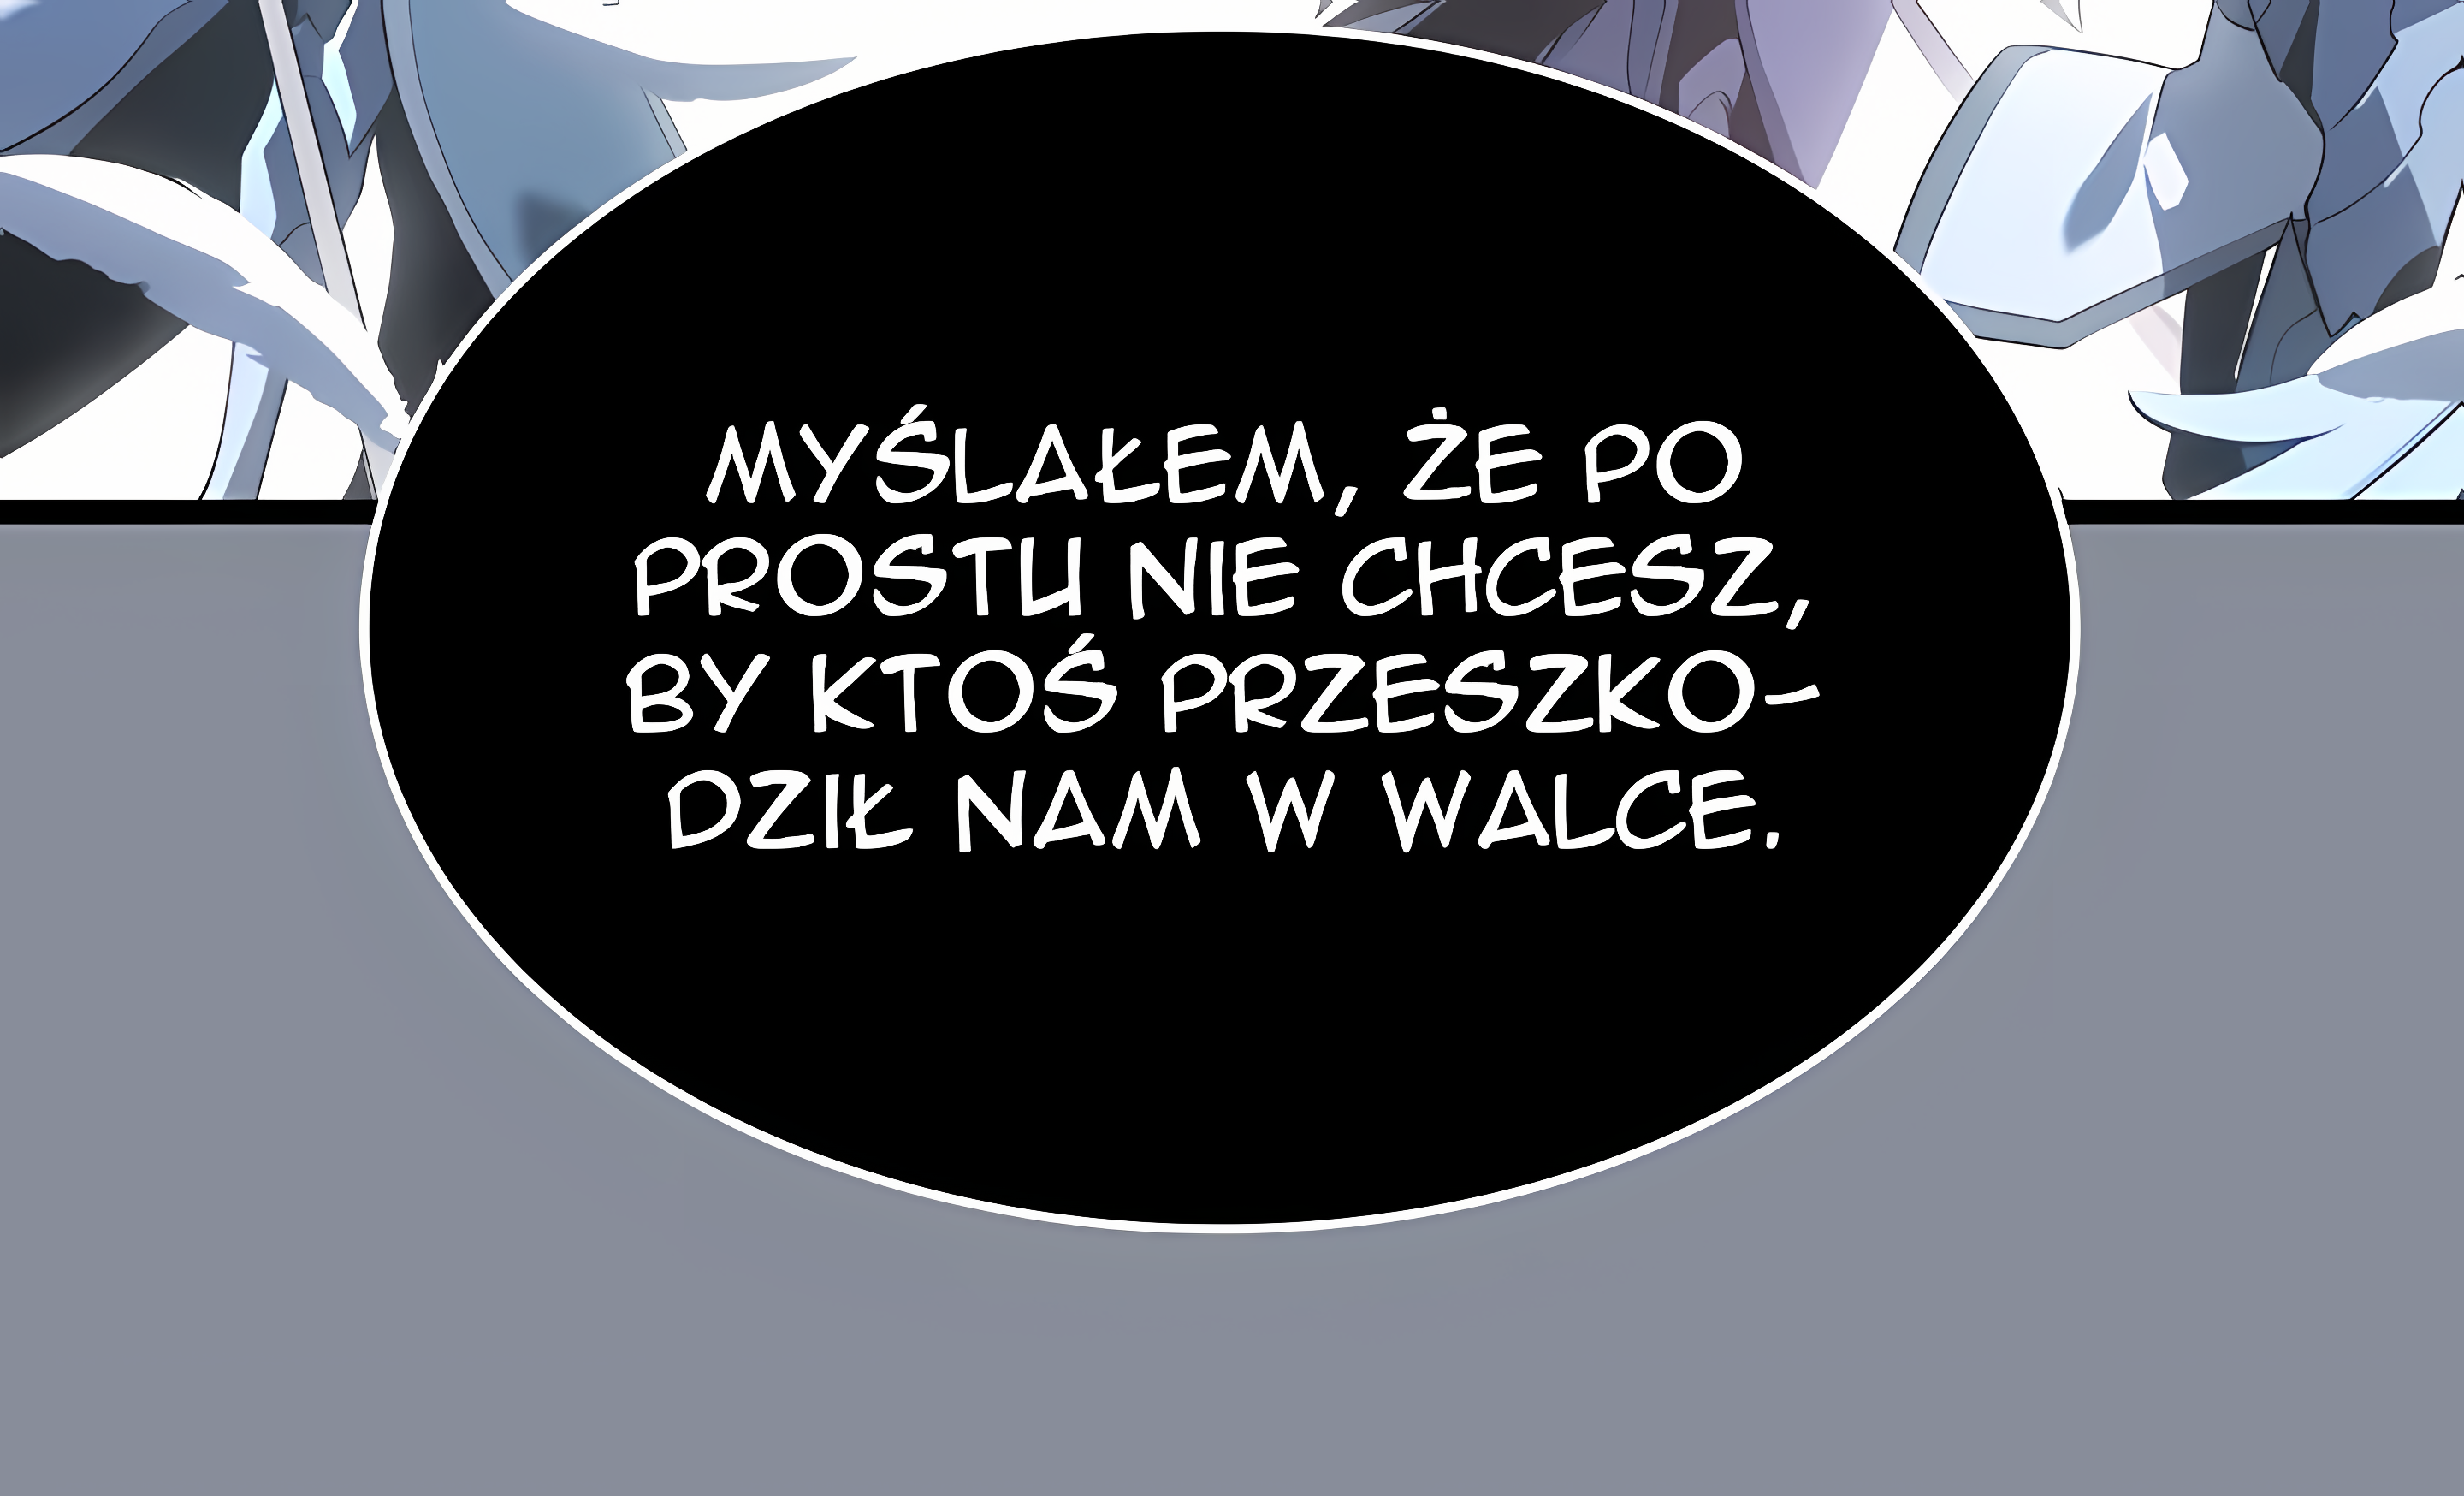 MYŚLAŁEM, ŻE PO
PROSTU NIE CHCESZ,
BY KTOŚ PRZESZKO-
DZIŁ NAM W WALCE.